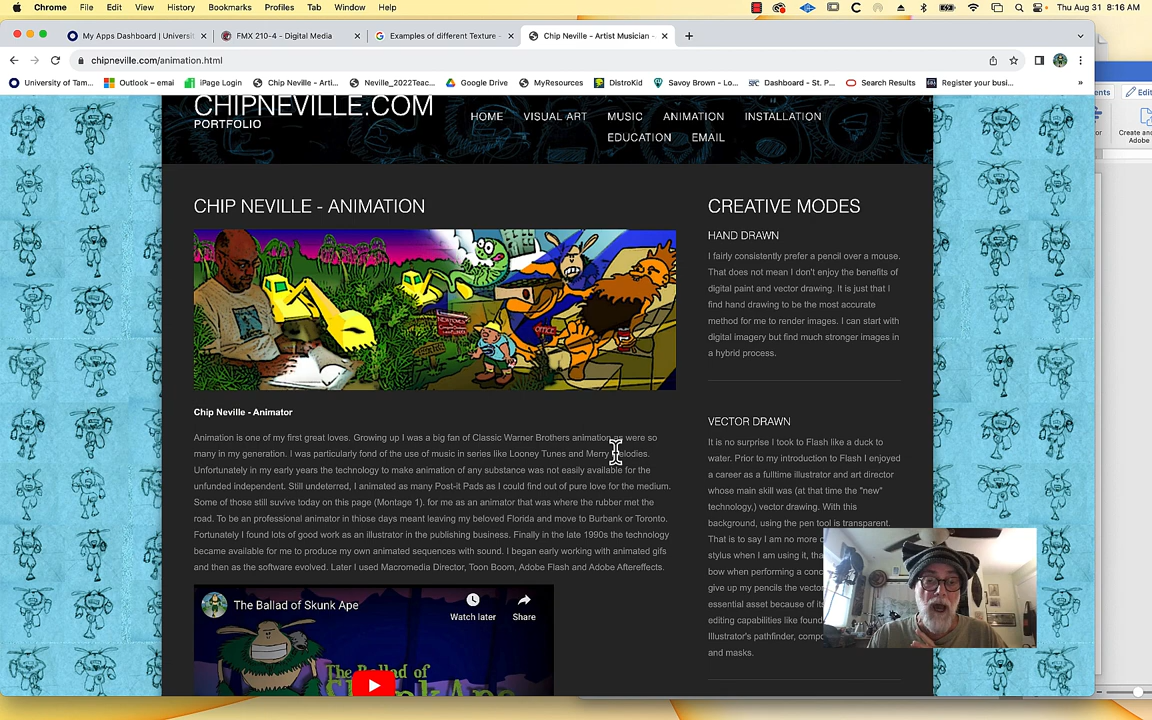 Chrome File Edit View History Bookmarks Profiles Tab Window Help
Thu Aug 31 8:16 AM
My Apps Dashboard | Universit
FMX 210-4 - Digital Media
Examples of different Texture -
Chip Neville - Artist Musician -
chipneville.com/animation.html
University of Tam...
Outlook – emai
iPage Login
Chip Neville - Arti...
Neville_2022Teac...
Google Drive
MyResources
DistroKid
Savoy Brown - Lo...
Dashboard - St. P...
Search Results
Register your busi...
»
ents
Edit
Create an
Adobe
CHIPNEVILLE.COM
PORTFOLIO
HOME VISUAL ART MUSIC ANIMATION INSTALLATION
EDUCATION EMAIL
CHIP NEVILLE - ANIMATION
Chip Neville - Animator
Animation is one of my first great loves. Growing up I was a big fan of Classic Warner Brothers animation as were so
many in my generation. I was particularly fond of the use of music in series like Looney Tunes and Merry Melodies.
Unfortunately in my early years the technology to make animation of any substance was not easily available for the
unfunded independent. Still undeterred, I animated as many Post-it Pads as I could find out of pure love for the medium.
Some of those still suvive today on this page (Montage 1). for me as an animator that was where the rubber met the
road. To be an professional animator in thiose days meant leaving my beloved Florida and move to Burbank or Toronto.
Fortunately I found lots of good work as an illustrator in the publishing business. Finally in the late 1990s the technology
became available for me to produce my own animated sequences with sound. I began early working with animated gifs
and then as the software evolved. Later I used Macromedia Director, Toon Boom, Adobe Flash and Adobe Aftereffects.
The Ballad of Skunk Ape
Watch later
Share
The Ballad of
CREATIVE MODES
HAND DRAWN
I fairly consistently prefer a pencil over a mouse.
That does not mean I don't enjoy the benefits of
digital paint and vector drawing. It is just that I
find hand drawing to be the most accurate
method for me to render images. I can start with
digital imagery but find much stronger images in
a hybrid process.
VECTOR DRAWN
It is no surprise I took to Flash like a duck to
water. Prior to my introduction to Flash I enjoyed
a career as a fulltime illustrator and art director
whose main skill was (at that time the "new"
technology,) vector drawing. With this
background, using the pen tool is transparent.
That is to say I am no more c
stylus when I am using it, tha
bow when performing a conc
give up my pencils the vecto
essential asset because of its
editing capabilities like found
Illustrator's pathfinder, compo
and masks.